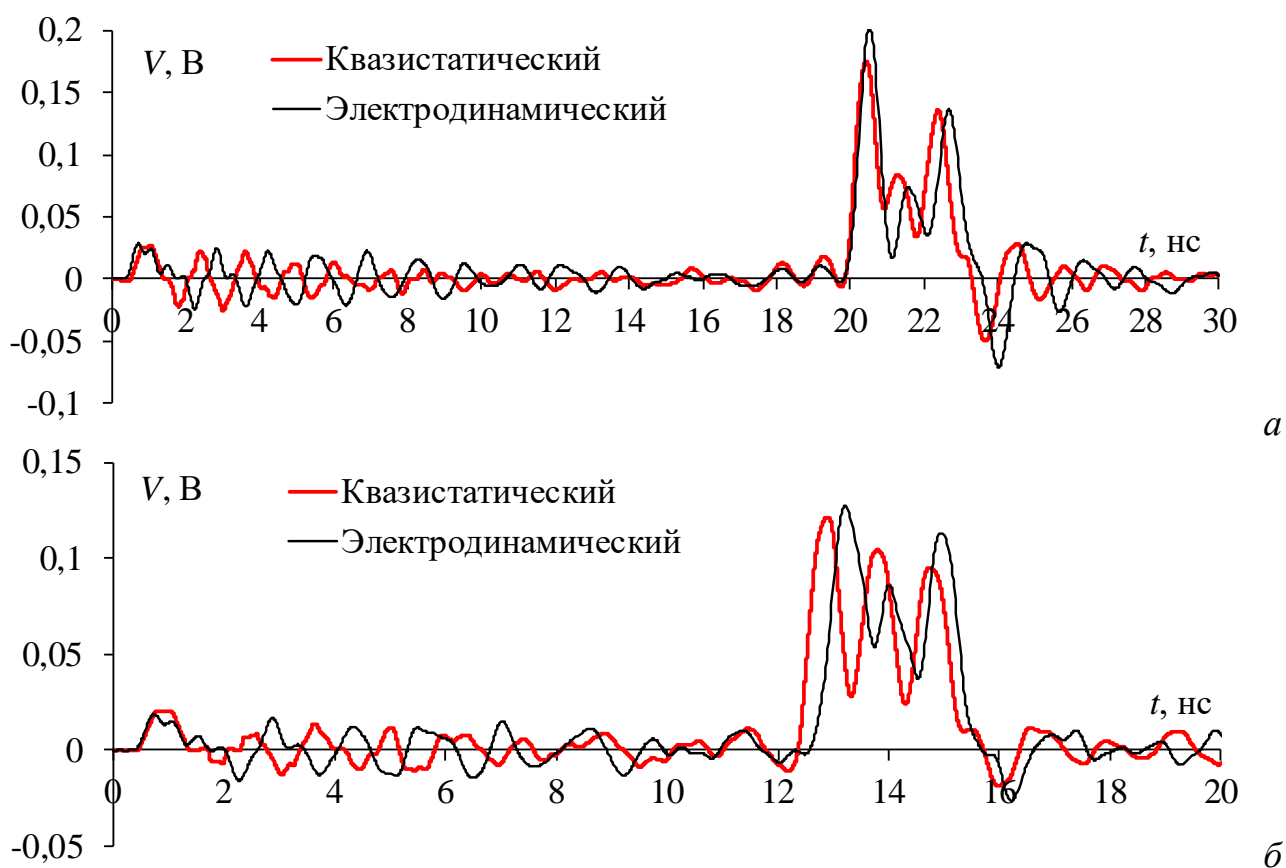 0,2
V, В
Квазистатический
0,15
Электродинамический
0,1
0,05
t, нс
0
0 2 4 6 8 10 12 14 16 18 20 22 24 26 28 30
-0,05
-0,1
а
0,15
V, В
Квазистатический
Электродинамический
0,1
0,05
t, нс
0
0 2 4 6 8 10 12 14 16 18 20
-0,05
б